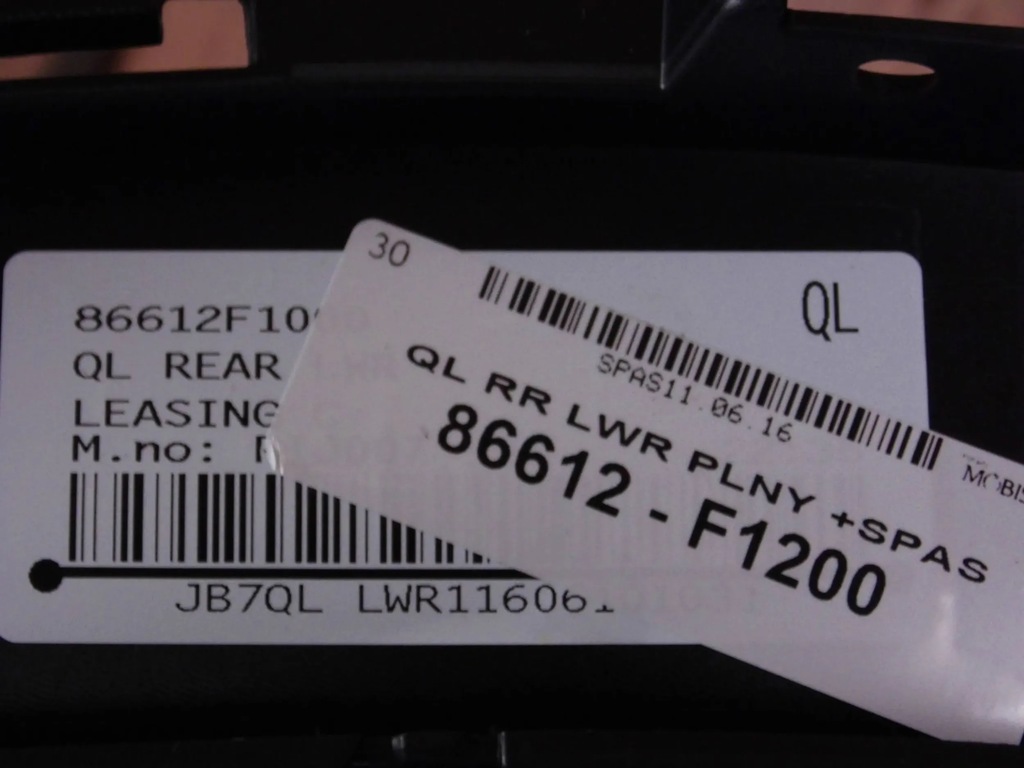 86612F10
QL REAR LWR
LEASING
M.no:
JB7QL LWR116061
QL
30
SPAS11.06.16
QL RR LWR PLNY +SPAS
86612 - F1200
MOBIS